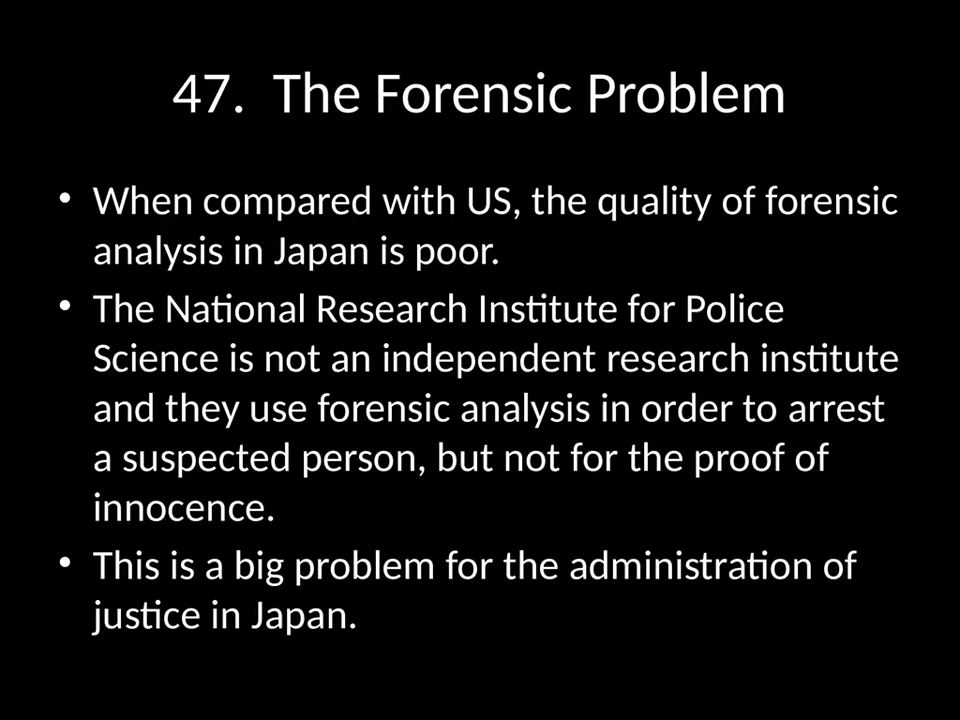 47.  The Forensic Problem
• When compared with US, the quality of forensic
analysis in Japan is poor.
• The National Research Institute for Police
Science is not an independent research institute
and they use forensic analysis in order to arrest
a suspected person, but not for the proof of
innocence.
• This is a big problem for the administration of
justice in Japan.